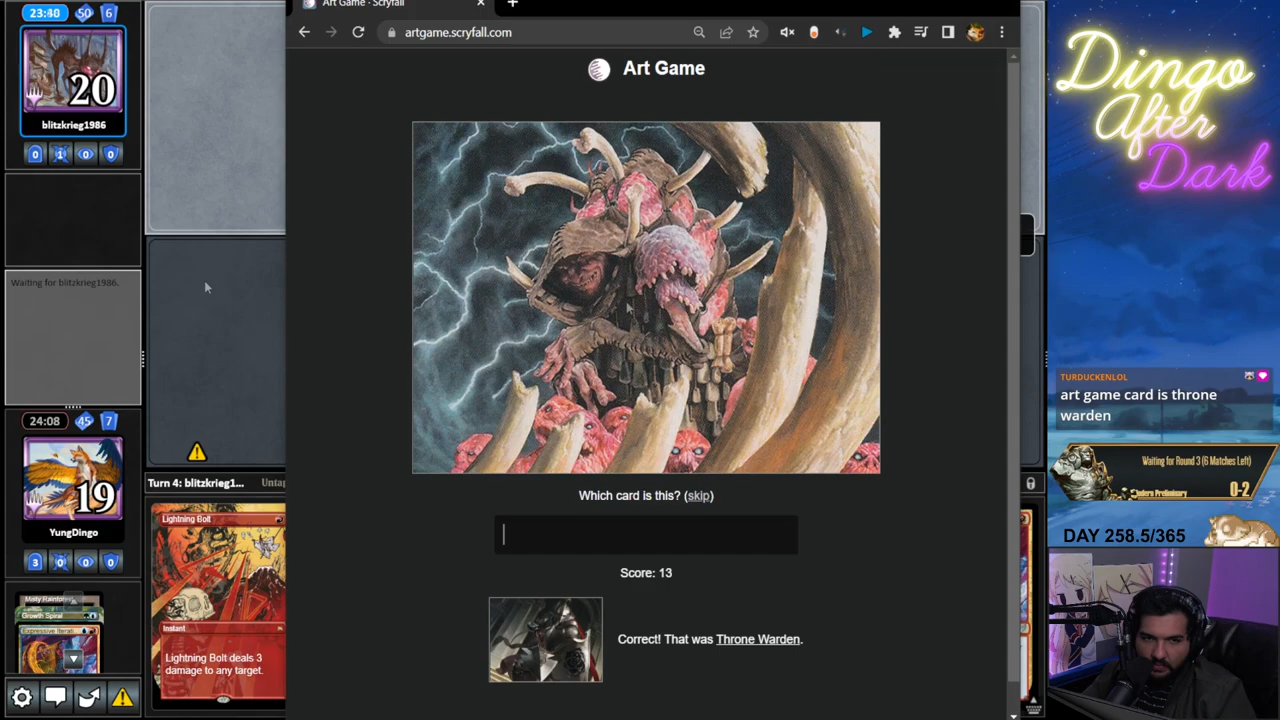 23:40 50 6
20
blitzkrieg1986
0 1 0 0
Waiting for blitzkrieg1986.
24:08 45 7
19
YungDingo
3 0 0 0
Growth Spiral
Art Game · Scryfall
artgame.scryfall.com
Art Game
Which card is this? (skip)
Score: 13
Correct! That was Throne Warden.
Turn 4: blitzkrieg1... Untap
Lightning Bolt
Instant
Lightning Bolt deals 3
damage to any target.
Dingo
After
Dark
TURDUCKENLOL
art game card is throne
warden
Waiting for Round 3 (6 Matches Left)
0-2
DAY 258.5/365